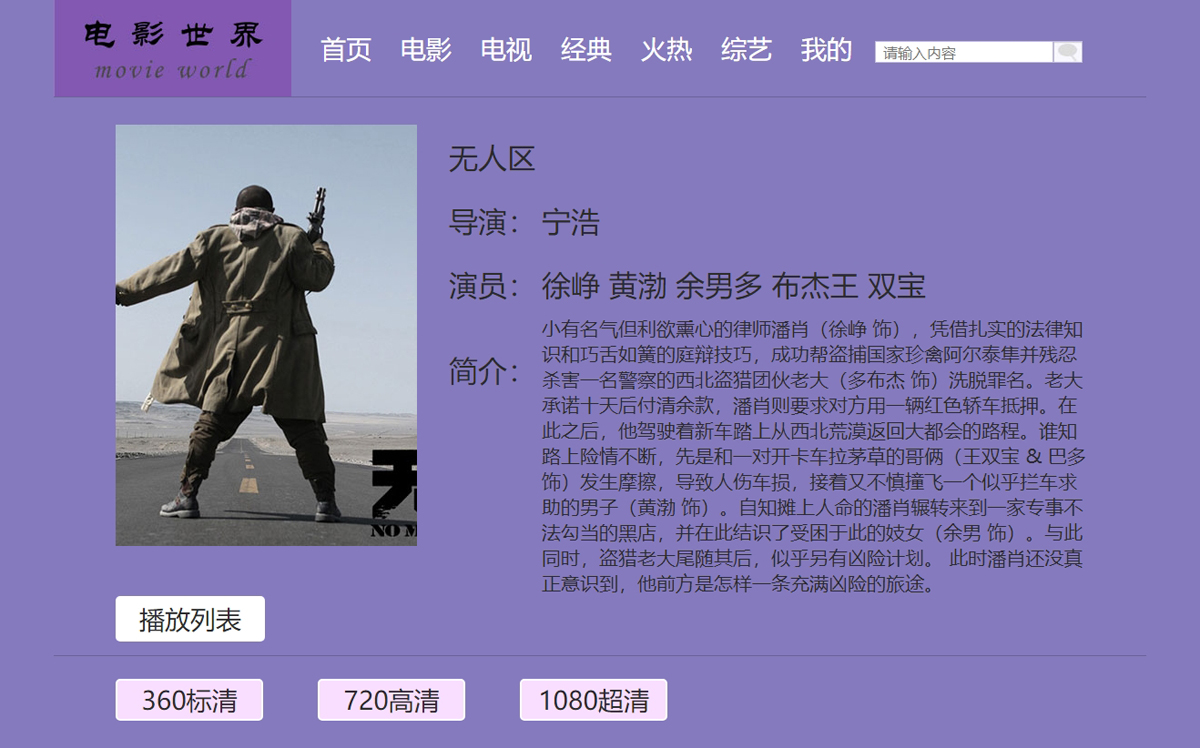 电影世界
movie world
首页 电影 电视 经典 火热 综艺 我的
请输入内容
无人区
导演： 宁浩
演员： 徐峥 黄渤 余男多 布杰王 双宝
简介：
小有名气但利欲熏心的律师潘肖（徐峥 饰），凭借扎实的法律知
识和巧舌如簧的庭辩技巧，成功帮盗捕国家珍禽阿尔泰隼并残忍
杀害一名警察的西北盗猎团伙老大（多布杰 饰）洗脱罪名。老大
承诺十天后付清余款，潘肖则要求对方用一辆红色轿车抵押。在
此之后，他驾驶着新车踏上从西北荒漠返回大都会的路程。谁知
路上险情不断，先是和一对开卡车拉茅草的哥俩（王双宝 & 巴多
饰）发生摩擦，导致人伤车损，接着又不慎撞飞一个似乎拦车求
助的男子（黄渤 饰）。自知摊上人命的潘肖辗转来到一家专事不
法勾当的黑店，并在此结识了受困于此的妓女（余男 饰）。与此
同时，盗猎老大尾随其后，似乎另有凶险计划。 此时潘肖还没真
正意识到，他前方是怎样一条充满凶险的旅途。
无
NO M
播放列表
360标清 720高清 1080超清